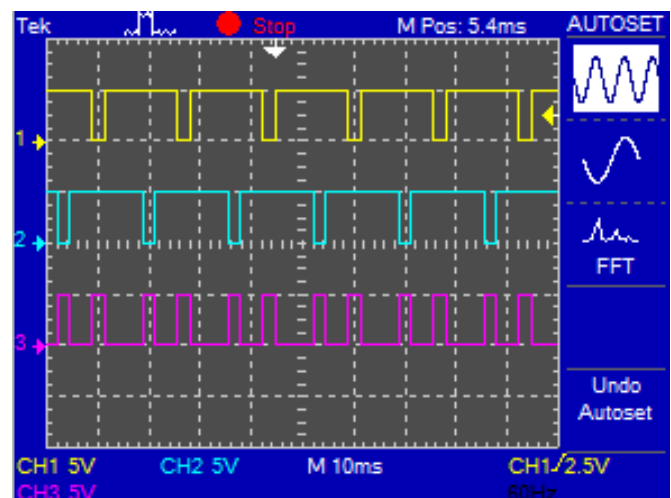 Tek Stop M Pos: 5.4ms AUTOSET
1
2
FFT
3
Undo
Autoset
CH1 5V CH2 5V M 10ms CH1/2.5V
CH3 5V 60Hz